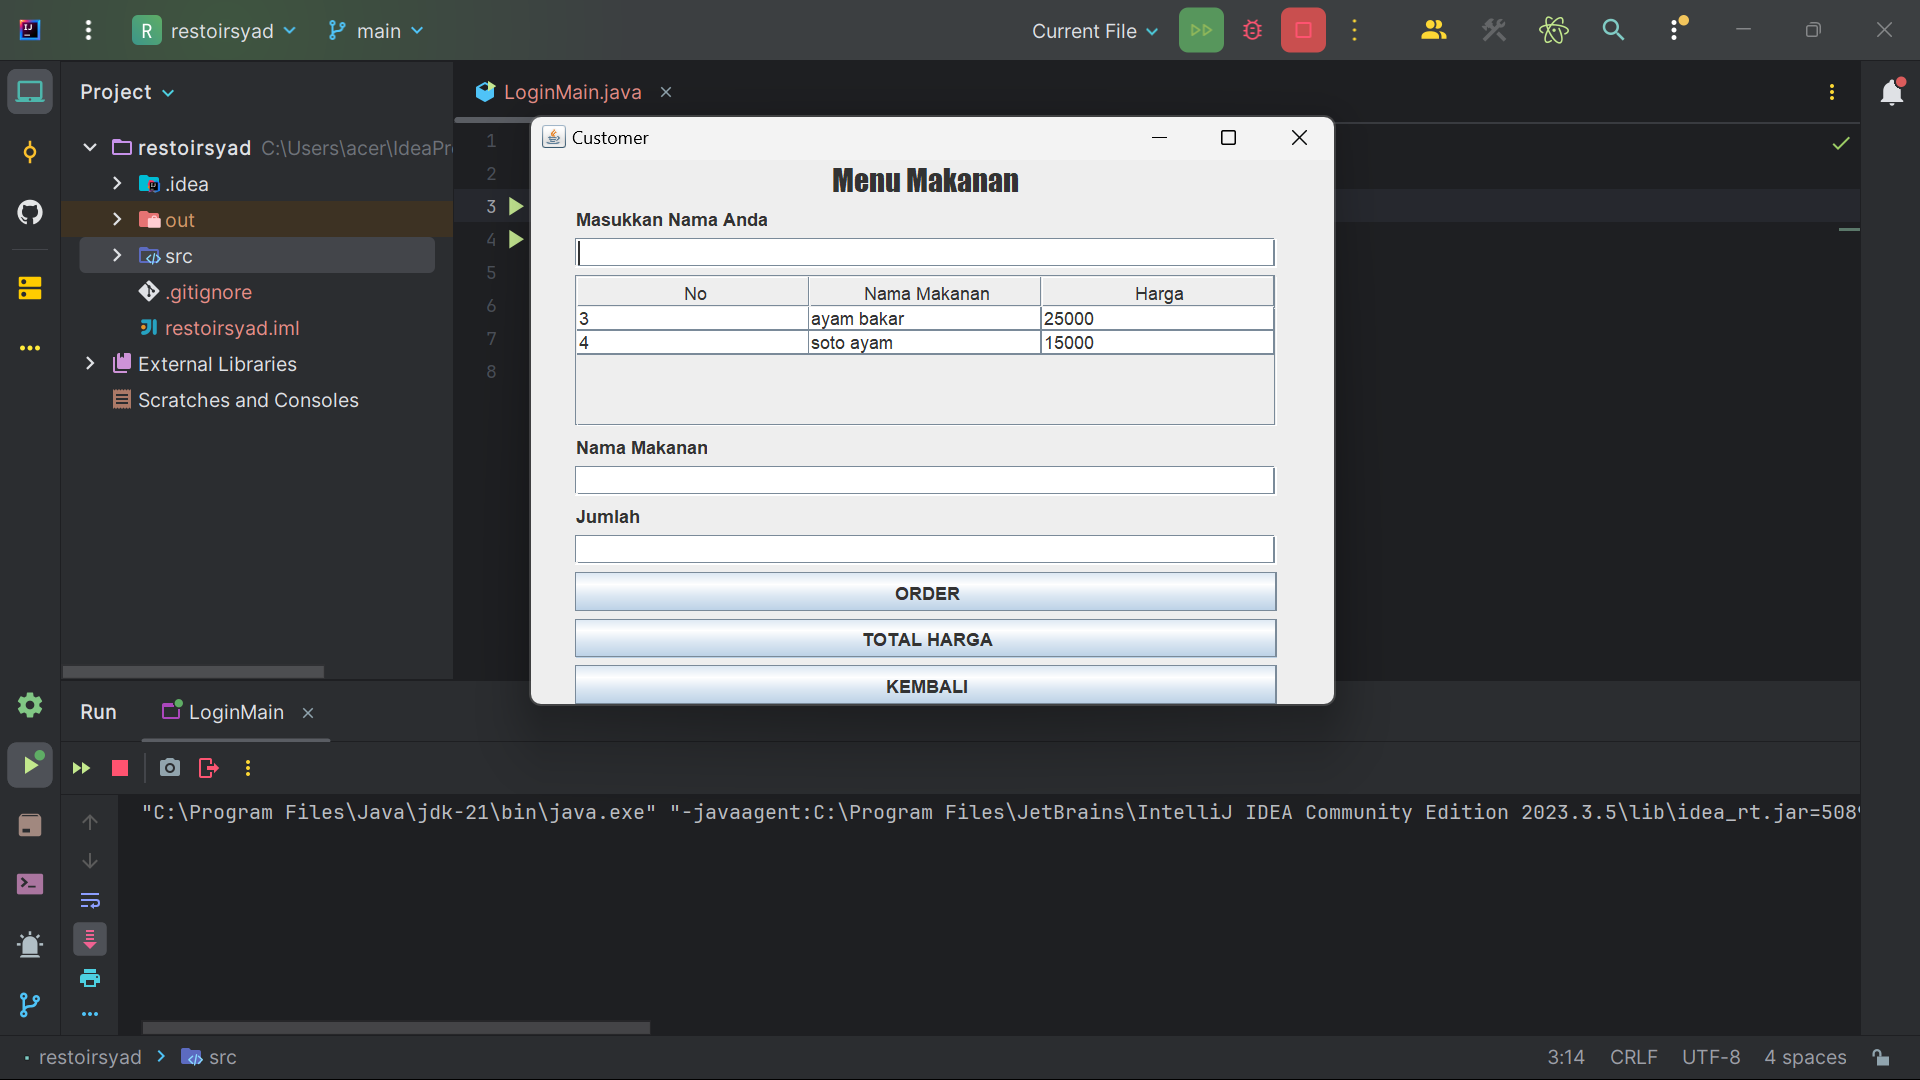 R restoirsyad main Current File
Project
restoirsyad C:\Users\acer\IdeaPr
.idea
out
src
.gitignore
restoirsyad.iml
External Libraries
Scratches and Consoles
LoginMain.java
1
2
3
4
5
6
7
8
Customer
Menu Makanan
Masukkan Nama Anda
No Nama Makanan Harga
3 ayam bakar 25000
4 soto ayam 15000
Nama Makanan
Jumlah
ORDER
TOTAL HARGA
KEMBALI
Run LoginMain
"C:\Program Files\Java\jdk-21\bin\java.exe" "-javaagent:C:\Program Files\JetBrains\IntelliJ IDEA Community Edition 2023.3.5\lib\idea_rt.jar=508
restoirsyad src 3:14 CRLF UTF-8 4 spaces